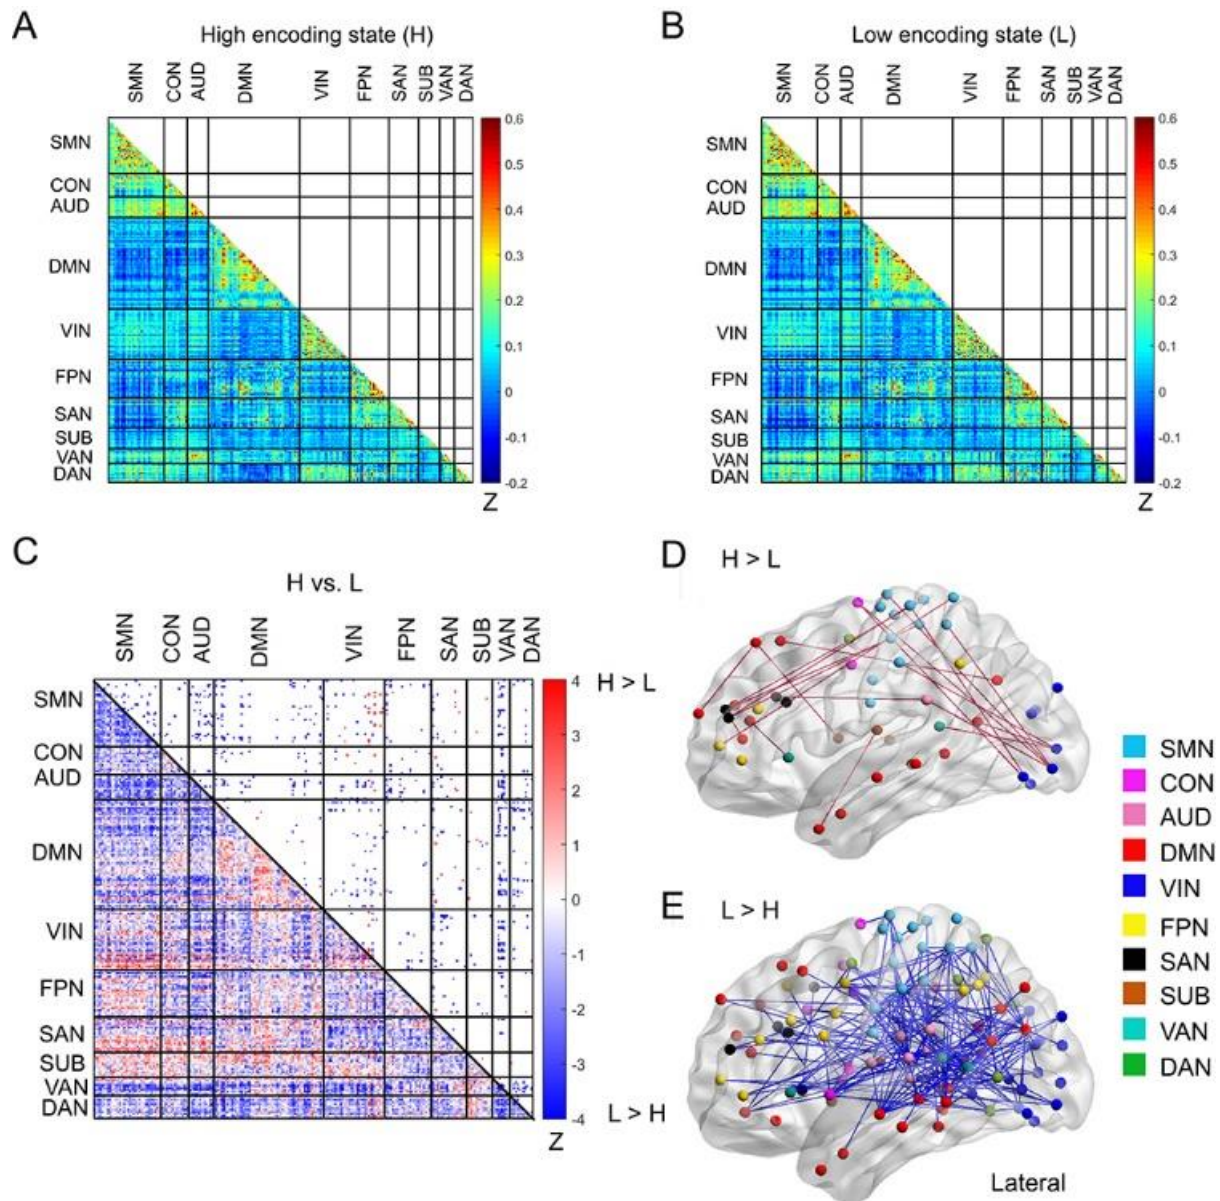 A
High encoding state (H)
SMN CON AUD DMN VIN FPN SAN SUB VAN DAN
SMN
CON
AUD
DMN
VIN
FPN
SAN
SUB
VAN
DAN
0.6
0.5
0.4
0.3
0.2
0.1
0
-0.1
-0.2
Z
B
Low encoding state (L)
SMN CON AUD DMN VIN FPN SAN SUB VAN DAN
SMN
CON
AUD
DMN
VIN
FPN
SAN
SUB
VAN
DAN
0.6
0.5
0.4
0.3
0.2
0.1
0
-0.1
-0.2
Z
C
H vs. L
SMN CON AUD DMN VIN FPN SAN SUB VAN DAN
SMN
CON
AUD
DMN
VIN
FPN
SAN
SUB
VAN
DAN
H > L
4
3
2
1
0
-1
-2
-3
-4
L > H
Z
D
H > L
E
L > H
Lateral
SMN
CON
AUD
DMN
VIN
FPN
SAN
SUB
VAN
DAN